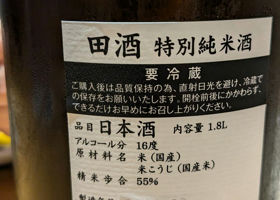 田酒 特別純米酒
要冷蔵
ご購入後は品質保持の為、直射日光を避け、冷蔵で
の保存をお願いいたします。開栓前後にかかわらず、
できるだけお早めにお召し上がりください。
品目 日本酒 内容量 1.8L
アルコール分 16度
原材料名 米(国産)
米こうじ(国産米)
精米歩合 55%